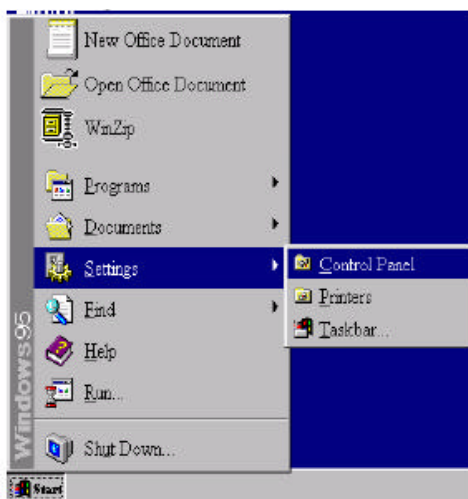 New Office Document
Open Office Document
WinZip
Programs
Documents
Settings
Control Panel
Printers
Taskbar...
Find
Help
Run...
Shut Down...
Windows95
Start